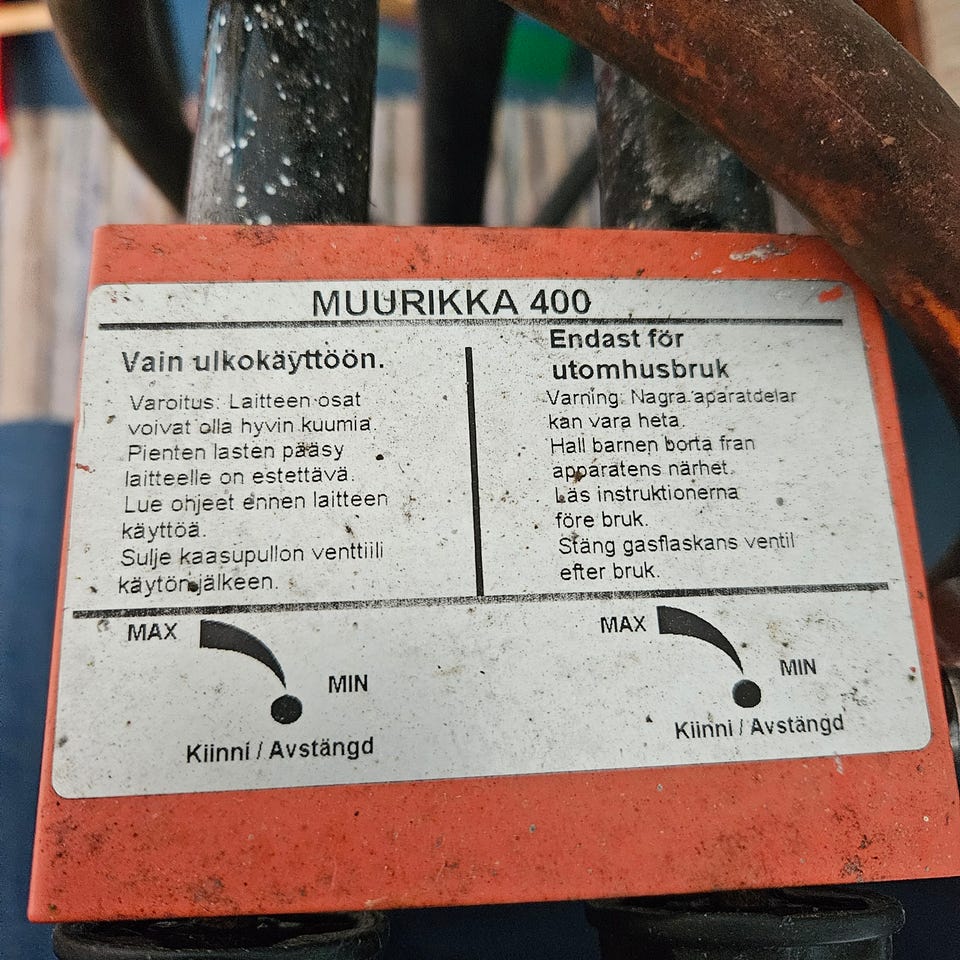 MUURIKKA 400
Vain ulkokäyttöön.
Varoitus: Laitteen osat
voivat olla hyvin kuumia.
Pienten lasten pääsy
laitteelle on estettävä.
Lue ohjeet ennen laitteen
käyttöä.
Sulje kaasupullon venttiili
käytön jälkeen.
Endast för
utomhusbruk
Varning: Nagra aparatdelar
kan vara heta.
Hall barnen borta fran
apparatens närhet.
Läs instruktionerna
före bruk.
Stäng gasflaskans ventil
efter bruk.
MAX
MIN
Kiinni / Avstängd
MAX
MIN
Kiinni / Avstängd